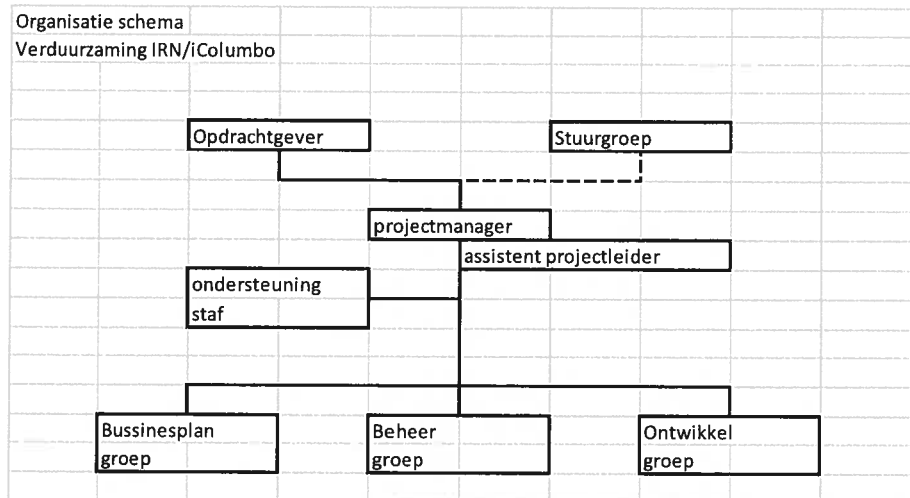 Organisatie schema
Verduurzaming IRN/iColumbo
Opdrachtgever
Stuurgroep
projectmanager
assistent projectleider
ondersteuning
staf
Bussinesplan
groep
Beheer
groep
Ontwikkel
groep